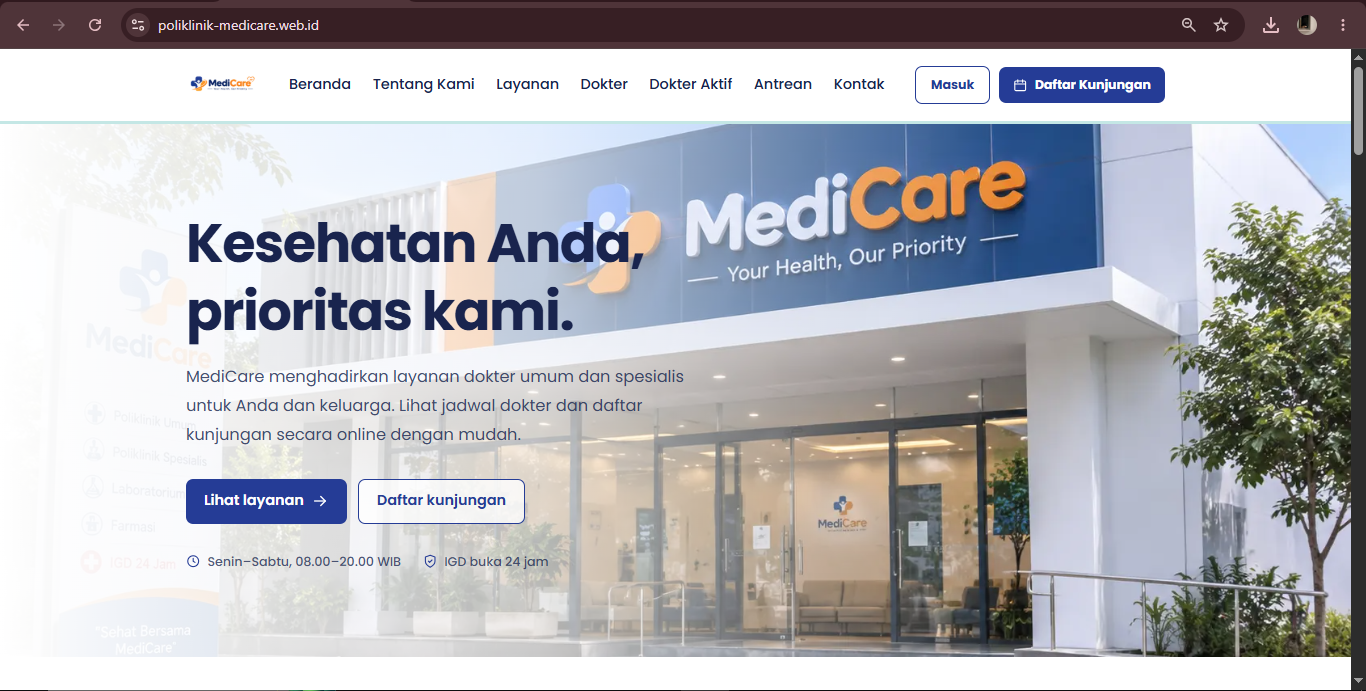 poliklinik-medicare.web.id
MediCare
Beranda
Tentang Kami
Layanan
Dokter
Dokter Aktif
Antrean
Kontak
Masuk
Daftar Kunjungan
MediCare
Your Health, Our Priority
Kesehatan Anda,
prioritas kami.
MediCare
MediCare menghadirkan layanan dokter umum dan spesialis
untuk Anda dan keluarga. Lihat jadwal dokter dan daftar
kunjungan secara online dengan mudah.
Poliklinik Umum
Poliklinik Spesialis
Laboratorium
Farmasi
IGD 24 Jam
Lihat layanan
Daftar kunjungan
MediCare
Senin–Sabtu, 08.00–20.00 WIB
IGD buka 24 jam
"Sehat Bersama
MediCare"